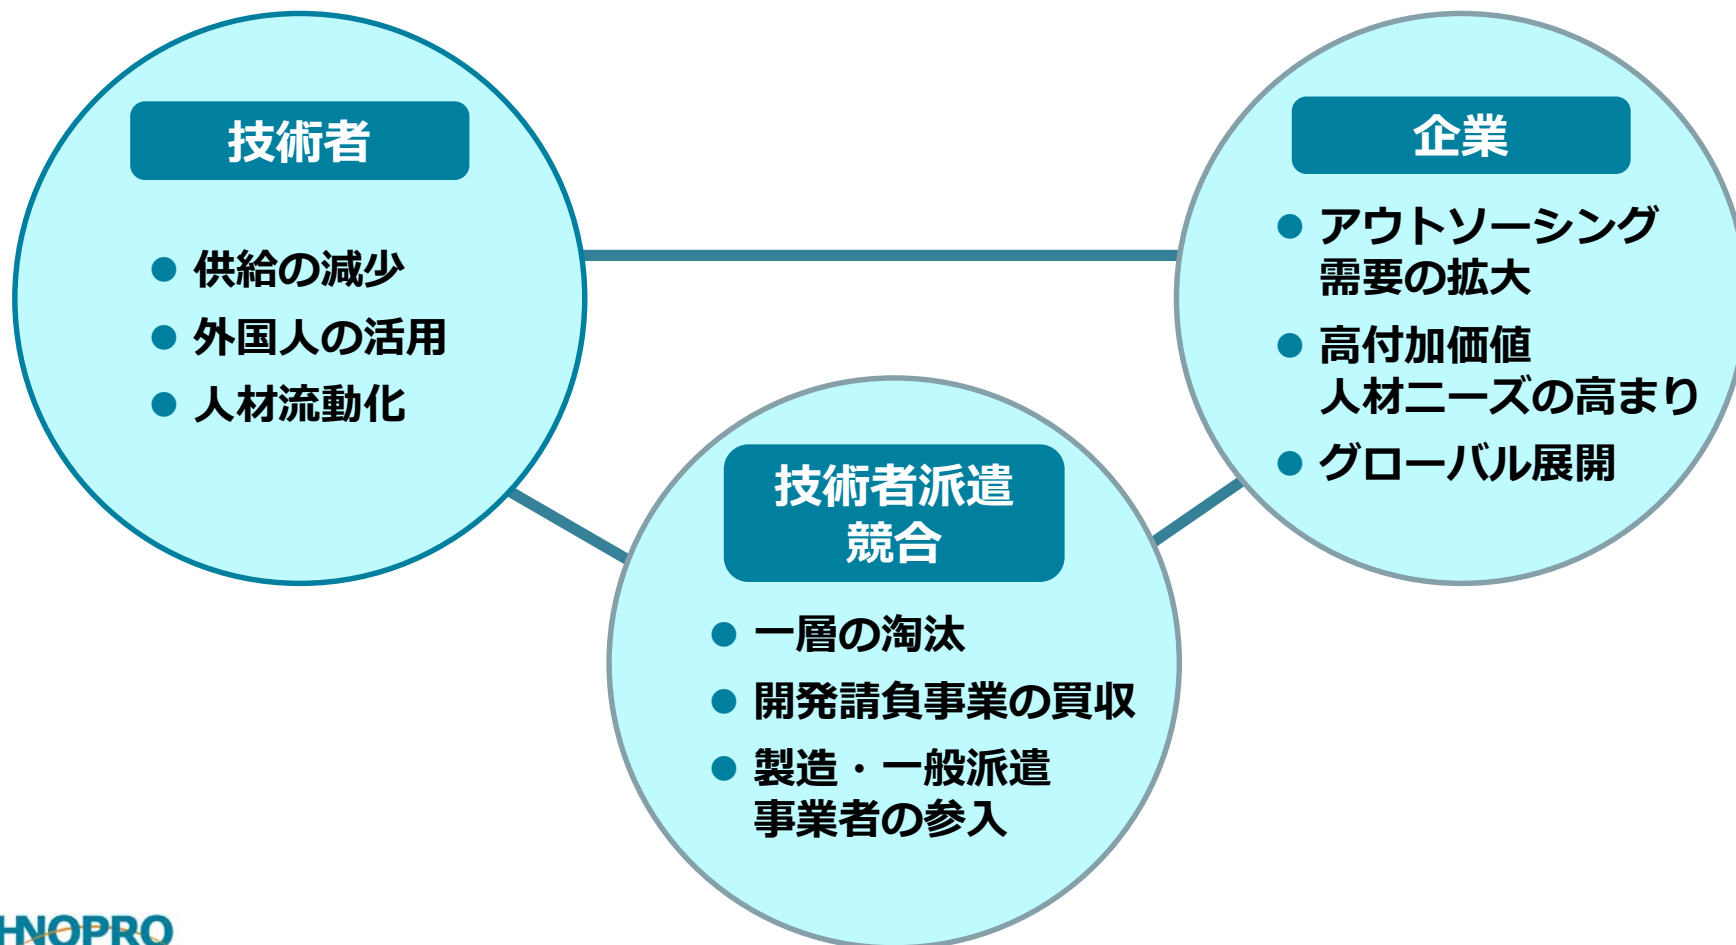 技術者
● 供給の減少
● 外国人の活用
● 人材流動化
企業
● アウトソーシング
需要の拡大
● 高付加価値
人材ニーズの高まり
● グローバル展開
技術者派遣
競合
● 一層の淘汰
● 開発請負事業の買収
● 製造・一般派遣
事業者の参入
HNOPRO